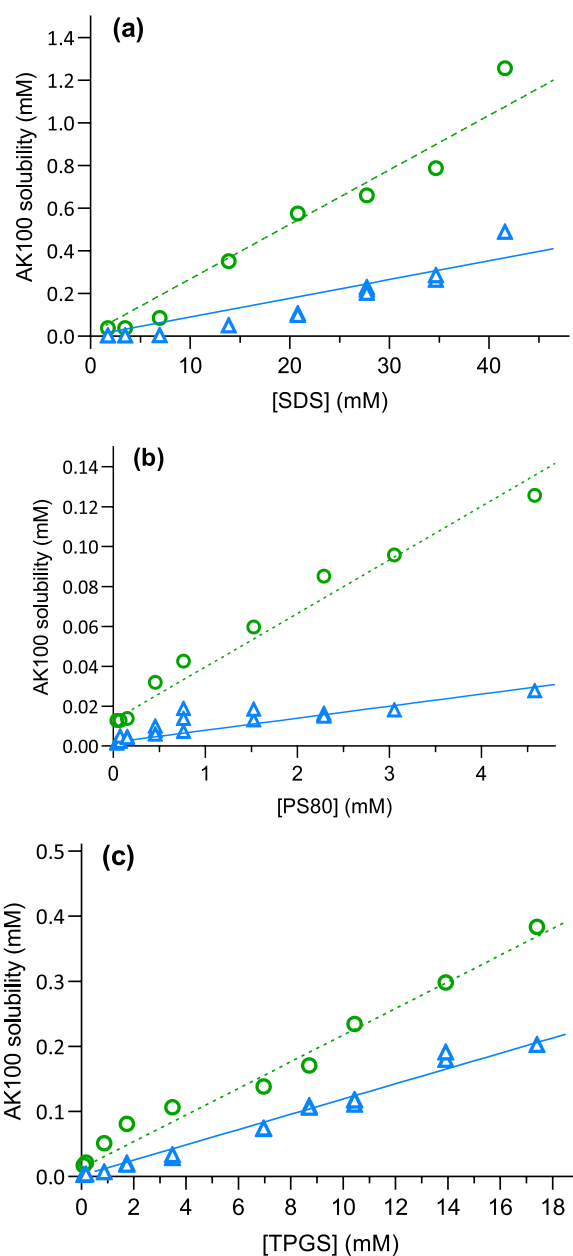 (a)
AK100 solubility (mM)
1.4
1.2
1.0
0.8
0.6
0.4
0.2
0.0
0 10 20 30 40
[SDS] (mM)
(b)
AK100 solubility (mM)
0.14
0.12
0.10
0.08
0.06
0.04
0.02
0.00
0 1 2 3 4
[PS80] (mM)
(c)
AK100 solubility (mM)
0.5
0.4
0.3
0.2
0.1
0.0
0 2 4 6 8 10 12 14 16 18
[TPGS] (mM)